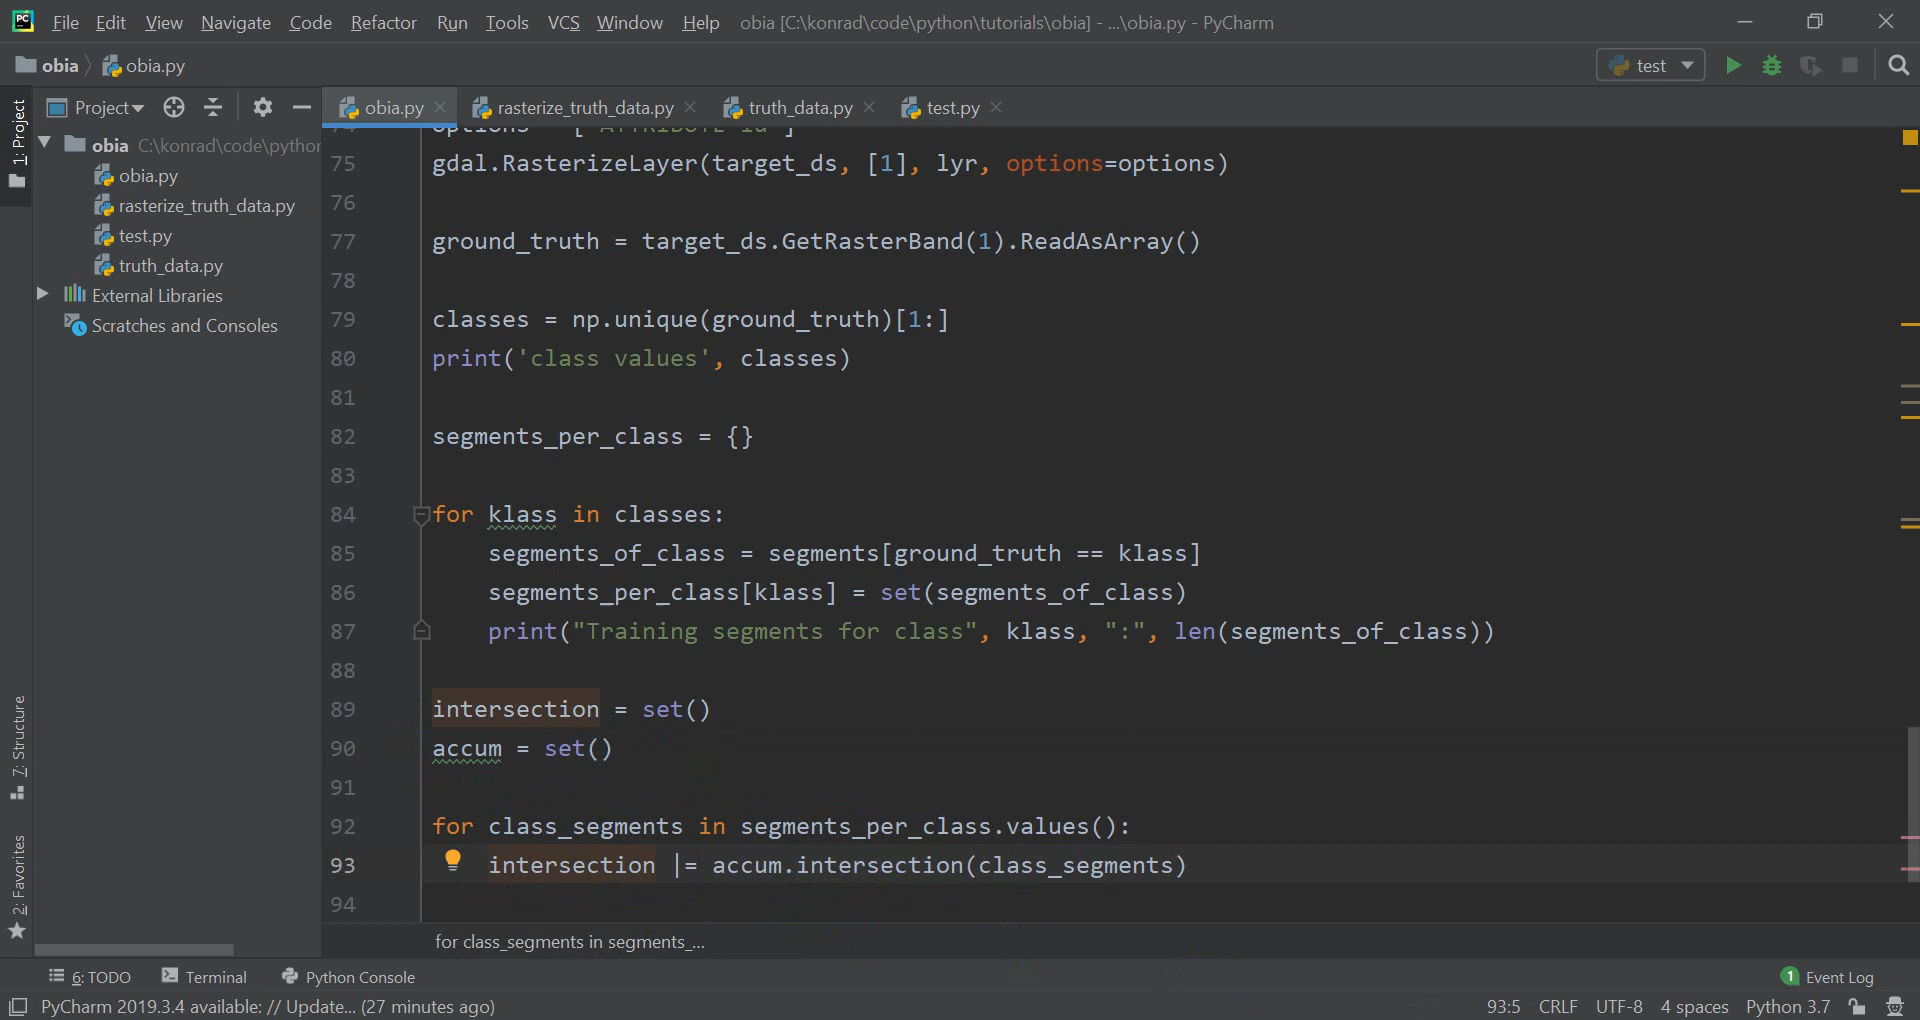 File Edit View Navigate Code Refactor Run Tools VCS Window Help obia [C:\konrad\code\python\tutorials\obia] - ...\obia.py - PyCharm
obia obia.py test
1: Project
Project
obia.py rasterize_truth_data.py truth_data.py test.py
obia C:\konrad\code\python
obia.py
rasterize_truth_data.py
test.py
truth_data.py
External Libraries
Scratches and Consoles
75 gdal.RasterizeLayer(target_ds, [1], lyr, options=options)
76
77 ground_truth = target_ds.GetRasterBand(1).ReadAsArray()
78
79 classes = np.unique(ground_truth)[1:]
80 print('class values', classes)
81
82 segments_per_class = {}
83
84 for klass in classes:
85 segments_of_class = segments[ground_truth == klass]
86 segments_per_class[klass] = set(segments_of_class)
87 print("Training segments for class", klass, ":", len(segments_of_class))
88
89 intersection = set()
90 accum = set()
91
92 for class_segments in segments_per_class.values():
93 intersection |= accum.intersection(class_segments)
94
for class_segments in segments_...
7: Structure
2: Favorites
6: TODO Terminal Python Console 1 Event Log
PyCharm 2019.3.4 available: // Update... (27 minutes ago) 93:5 CRLF UTF-8 4 spaces Python 3.7